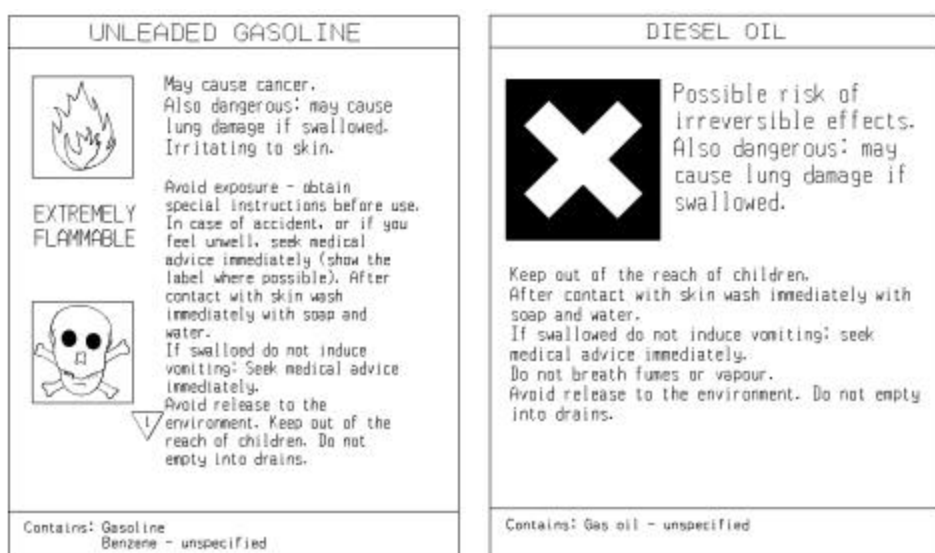 UNLEADED GASOLINE
May cause cancer.
Also dangerous: may cause
lung damage if swallowed.
Irritating to skin.
EXTREMELY
FLAMMABLE
Avoid exposure - obtain
special instructions before use.
In case of accident, or if you
feel unwell, seek medical
advice immediately (show the
label where possible). After
contact with skin wash
immediately with soap and
water.
If swalloed do not induce
vomiting: Seek medical advice
immediately.
Avoid release to the
environment. Keep out of the
reach of children. Do not
empty into drains.
1
Contains: Gasoline
Benzene - unspecified
DIESEL OIL
Possible risk of
irreversible effects.
Also dangerous: may
cause lung damage if
swallowed.
Keep out of the reach of children.
After contact with skin wash immediately with
soap and water.
If swallowed do not induce vomiting: seek
medical advice immediately.
Do not breath fumes or vapour.
Avoid release to the environment. Do not empty
into drains.
Contains: Gas oil - unspecified